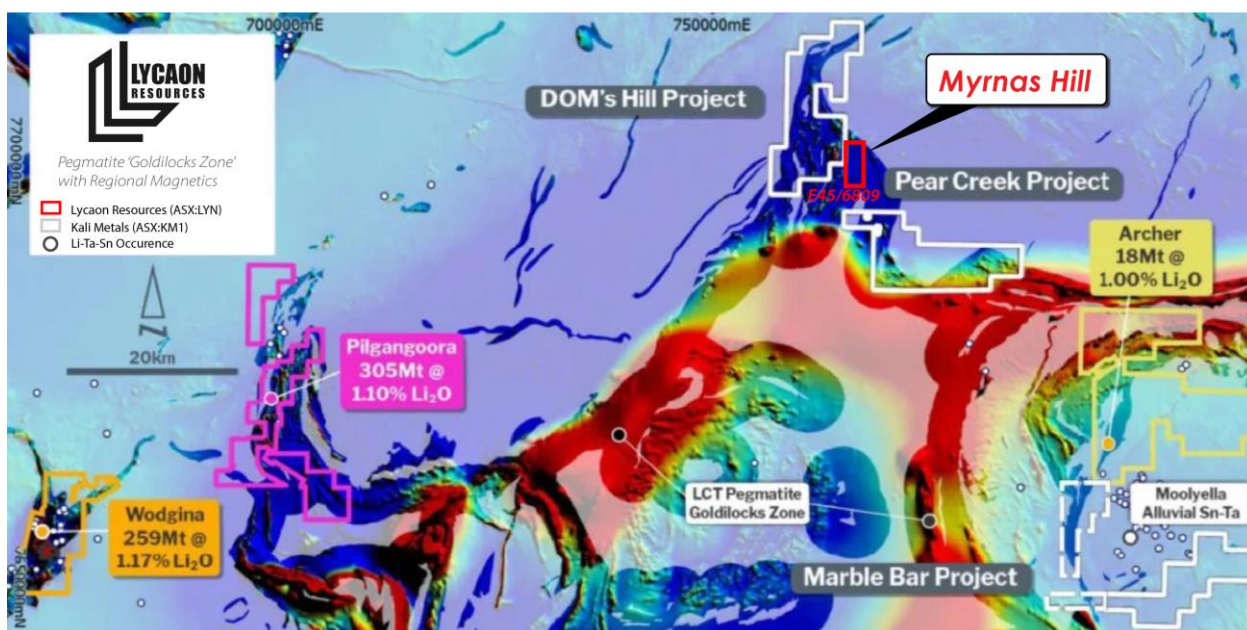 700000mE
750000mE
LYCAON
RESOURCES
Pegmatite 'Goldilocks Zone'
with Regional Magnetics
Lycaon Resources (ASX:LYN)
Kali Metals (ASX:KM1)
Li-Ta-Sn Occurence
7700000mN
DOM's Hill Project
Myrnas Hill
Pear Creek Project
E45/6809
Archer
18Mt @
1.00% Li₂O
Z
20km
Pilgangoora
305Mt @
1.10% Li₂O
LCT Pegmatite
Goldilocks Zone
Moolyella
Alluvial Sn-Ta
Wodgina
259Mt @
1.17% Li₂O
Marble Bar Project